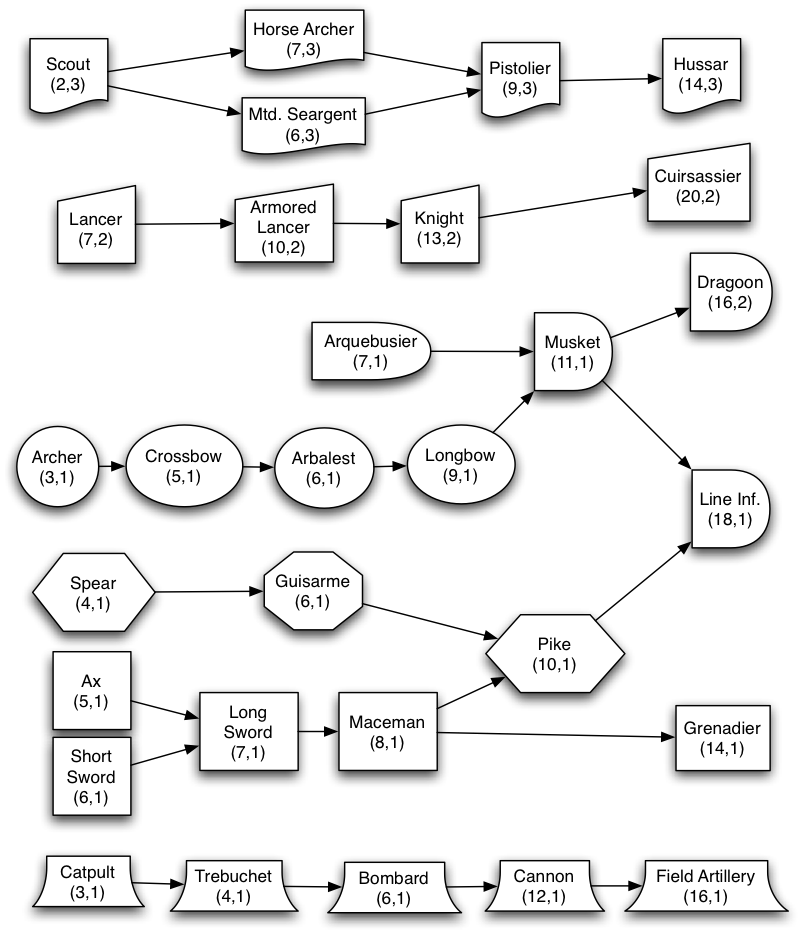 Scout
(2,3)
Horse Archer
(7,3)
Mtd. Seargent
(6,3)
Pistolier
(9,3)
Hussar
(14,3)
Lancer
(7,2)
Armored
Lancer
(10,2)
Knight
(13,2)
Cuirsassier
(20,2)
Dragoon
(16,2)
Arquebusier
(7,1)
Musket
(11,1)
Archer
(3,1)
Crossbow
(5,1)
Arbalest
(6,1)
Longbow
(9,1)
Line Inf.
(18,1)
Spear
(4,1)
Guisarme
(6,1)
Pike
(10,1)
Ax
(5,1)
Short
Sword
(6,1)
Long
Sword
(7,1)
Maceman
(8,1)
Grenadier
(14,1)
Catpult
(3,1)
Trebuchet
(4,1)
Bombard
(6,1)
Cannon
(12,1)
Field Artillery
(16,1)